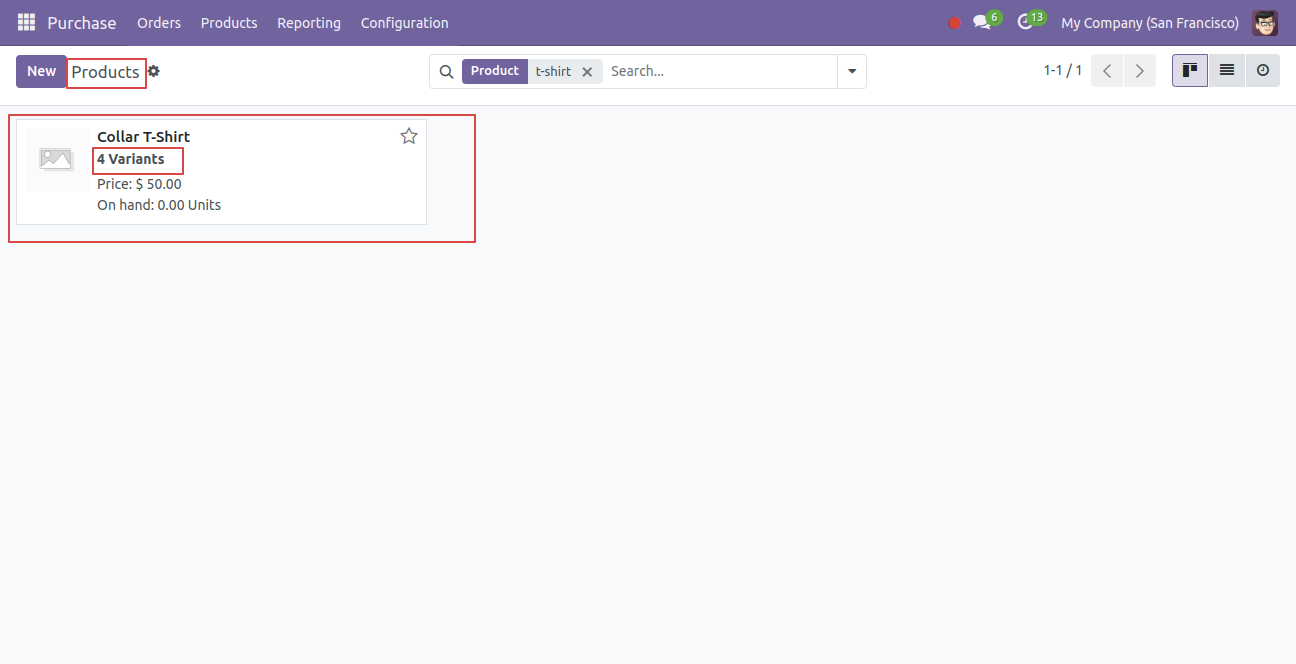 Purchase Orders Products Reporting Configuration 6 13 My Company (San Francisco)
New Products Product t-shirt Search... 1-1 / 1
Collar T-Shirt
4 Variants
Price: $ 50.00
On hand: 0.00 Units